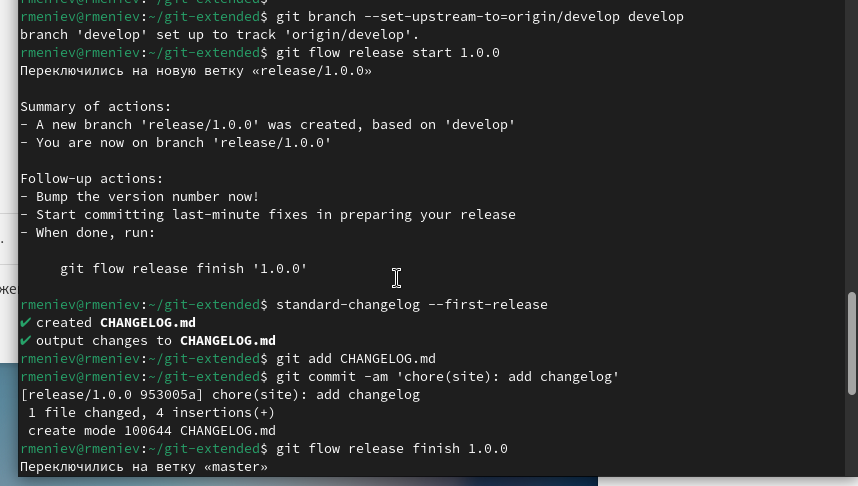 rmeniev@rmeniev:~/git-extended$ git branch --set-upstream-to=origin/develop develop
branch 'develop' set up to track 'origin/develop'.
rmeniev@rmeniev:~/git-extended$ git flow release start 1.0.0
Переключились на новую ветку «release/1.0.0»
Summary of actions:
- A new branch 'release/1.0.0' was created, based on 'develop'
- You are now on branch 'release/1.0.0'
Follow-up actions:
- Bump the version number now!
- Start committing last-minute fixes in preparing your release
- When done, run:
git flow release finish '1.0.0'
же
rmeniev@rmeniev:~/git-extended$ standard-changelog --first-release
✔ created CHANGELOG.md
✔ output changes to CHANGELOG.md
rmeniev@rmeniev:~/git-extended$ git add CHANGELOG.md
rmeniev@rmeniev:~/git-extended$ git commit -am 'chore(site): add changelog'
[release/1.0.0 953005a] chore(site): add changelog
1 file changed, 4 insertions(+)
create mode 100644 CHANGELOG.md
rmeniev@rmeniev:~/git-extended$ git flow release finish 1.0.0
Переключились на ветку «master»